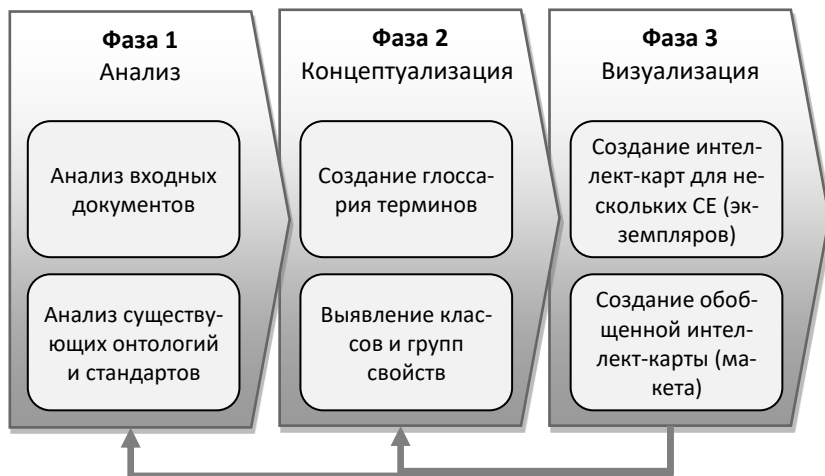 Фаза 1
Анализ
Анализ входных
документов
Анализ существу-
ющих онтологий
и стандартов
Фаза 2
Концептуализация
Создание глосса-
рия терминов
Выявление клас-
сов и групп
свойств
Фаза 3
Визуализация
Создание интел-
лект-карт для не-
скольких СЕ (эк-
земпляров)
Создание обоб-
щенной интел-
лект-карты (ма-
кета)